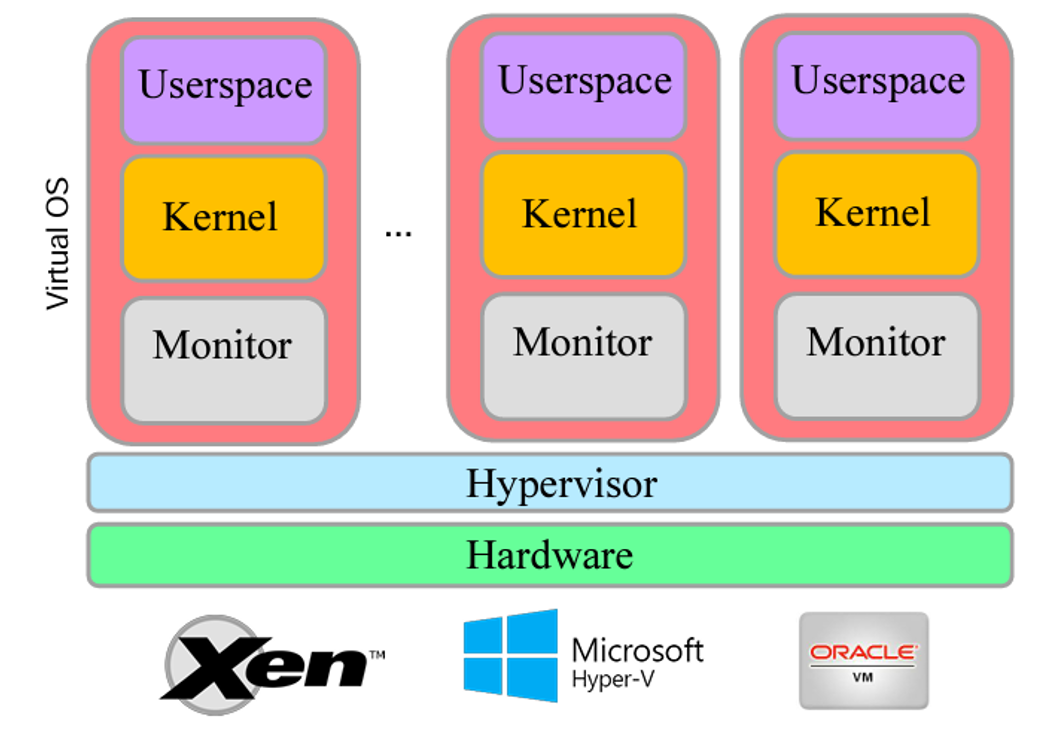 Userspace
Userspace
Userspace
Virtual OS
Kernel
...
Kernel
Kernel
Monitor
Monitor
Monitor
Hypervisor
Hardware
Xen™
Microsoft
Hyper-V
ORACLE®
VM